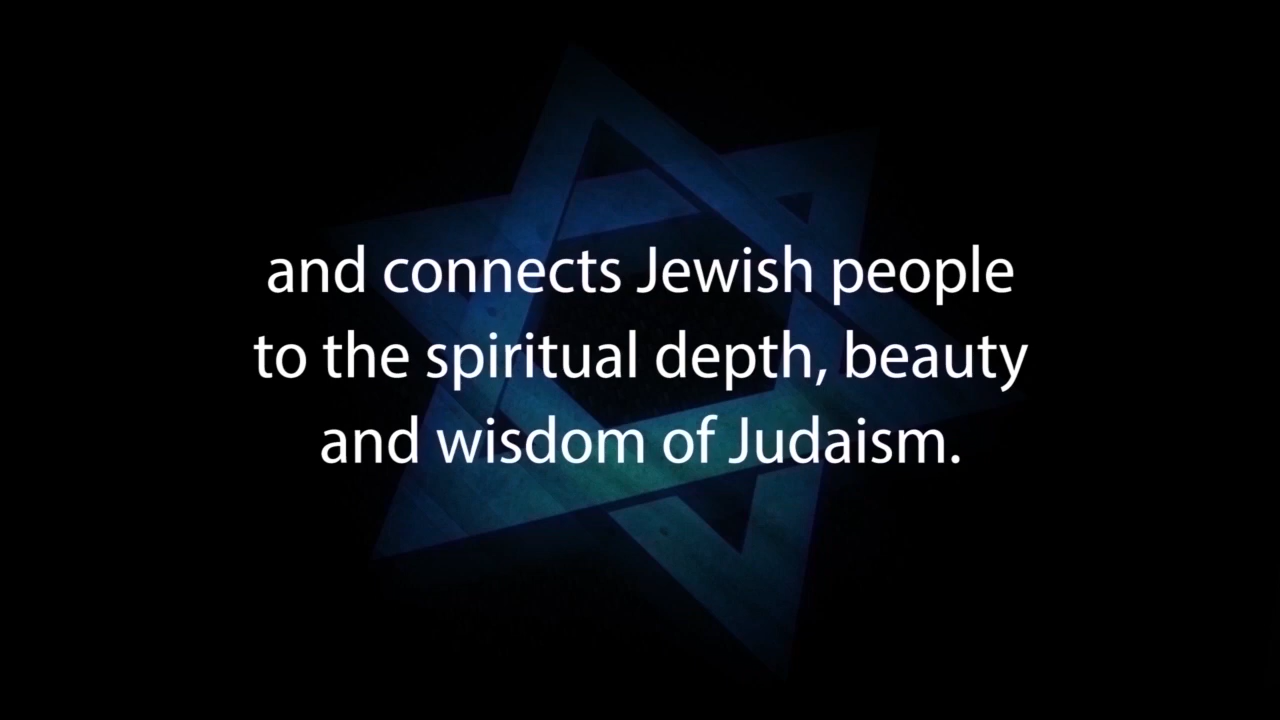 and connects Jewish people
to the spiritual depth, beauty
and wisdom of Judaism.